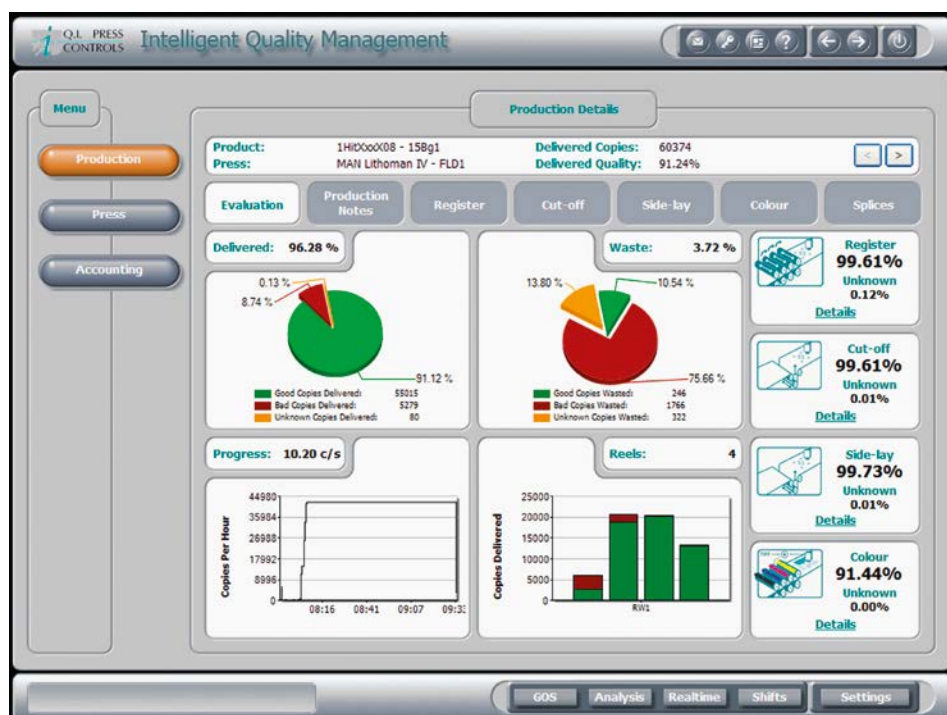 Q.I. PRESS
CONTROLS
Intelligent Quality Management
Menu
Production
Press
Accounting
Production Details
Product: 1HitXxxX08 - 15Bg1 Delivered Copies: 60374
Press: MAN Lithoman IV - FLD1 Delivered Quality: 91.24%
< >
Evaluation
Production
Notes
Register
Cut-off
Side-lay
Colour
Splices
Delivered: 96.28 %
0.13 %
8.74 %
91.12 %
Good Copies Delivered: 55015
Bad Copies Delivered: 5279
Unknown Copies Delivered: 80
Waste: 3.72 %
13.80 %
10.54 %
75.66 %
Good Copies Wasted: 246
Bad Copies Wasted: 1766
Unknown Copies Wasted: 322
Register
99.61%
Unknown
0.12%
Details
Cut-off
99.61%
Unknown
0.01%
Details
Progress: 10.20 c/s
Copies Per Hour
44980
35984
26988
17992
8996
0
08:16 08:41 09:07 09:33
Reels: 4
Copies Delivered
25000
20000
15000
10000
5000
0
RW1
Side-lay
99.73%
Unknown
0.01%
Details
Colour
91.44%
Unknown
0.00%
Details
GOS Analysis Realtime Shifts Settings